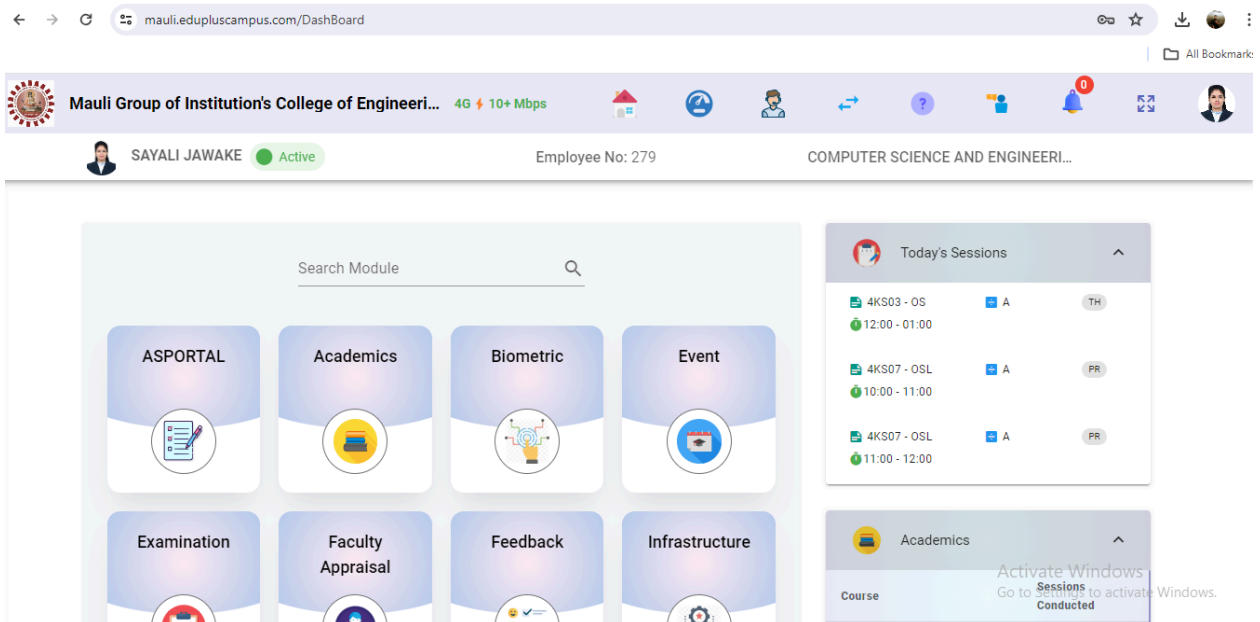 mauli.edupluscampus.com/DashBoard
All Bookmarks
Mauli Group of Institution's College of Engineeri... 4G 10+ Mbps
?
0
SAYALI JAWAKE Active Employee No: 279 COMPUTER SCIENCE AND ENGINEERI...
Search Module
ASPORTAL Academics Biometric Event
Examination Faculty Appraisal Feedback Infrastructure
Today's Sessions
4KS03 - OS A TH
12:00 - 01:00
4KS07 - OSL A PR
10:00 - 11:00
4KS07 - OSL A PR
11:00 - 12:00
Academics
Course Sessions Conducted
Activate Windows
Go to Settings to activate Windows.